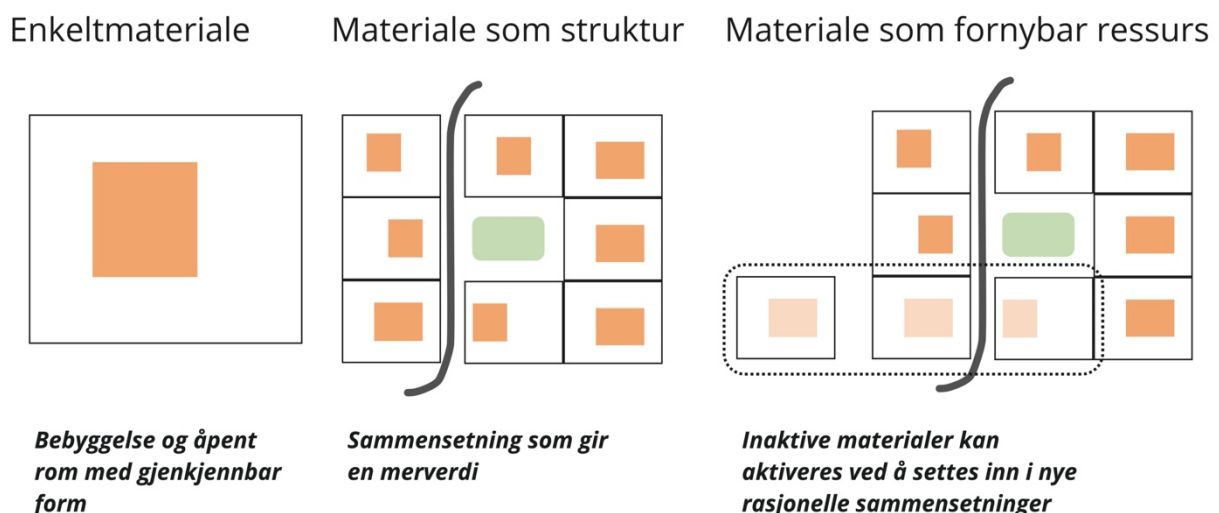 Enkeltmateriale
Materiale som struktur
Materiale som fornybar ressurs
Bebyggelse og åpent
rom med gjenkjennbar
form
Sammensetning som gir
en merverdi
Inaktive materialer kan
aktiveres ved å settes inn i nye
rasjonelle sammensetninger